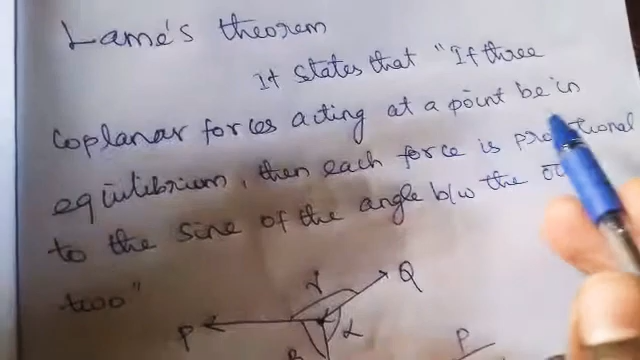 Lame's theorem
It states that "If three
coplanar forces acting at a point be in
equilibrium, then each force is
to the sine of the angle b/w the
two"
γ Q
P α
P